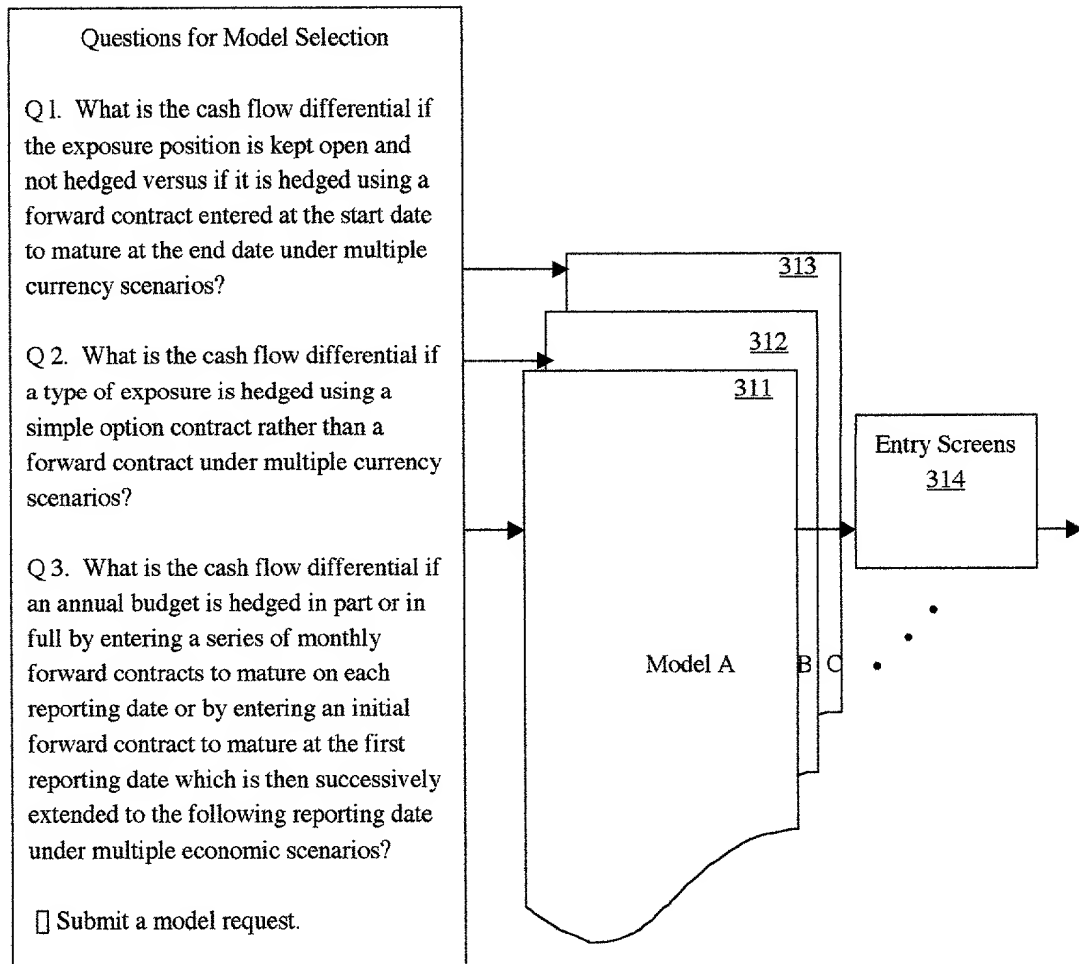 Questions for Model Selection
Q 1. What is the cash flow differential if
the exposure position is kept open and
not hedged versus if it is hedged using a
forward contract entered at the start date
to mature at the end date under multiple
currency scenarios?
Q 2. What is the cash flow differential if
a type of exposure is hedged using a
simple option contract rather than a
forward contract under multiple currency
scenarios?
Q 3. What is the cash flow differential if
an annual budget is hedged in part or in
full by entering a series of monthly
forward contracts to mature on each
reporting date or by entering an initial
forward contract to mature at the first
reporting date which is then successively
extended to the following reporting date
under multiple economic scenarios?
Submit a model request.
313
312
311
Model A
B
C
Entry Screens
314